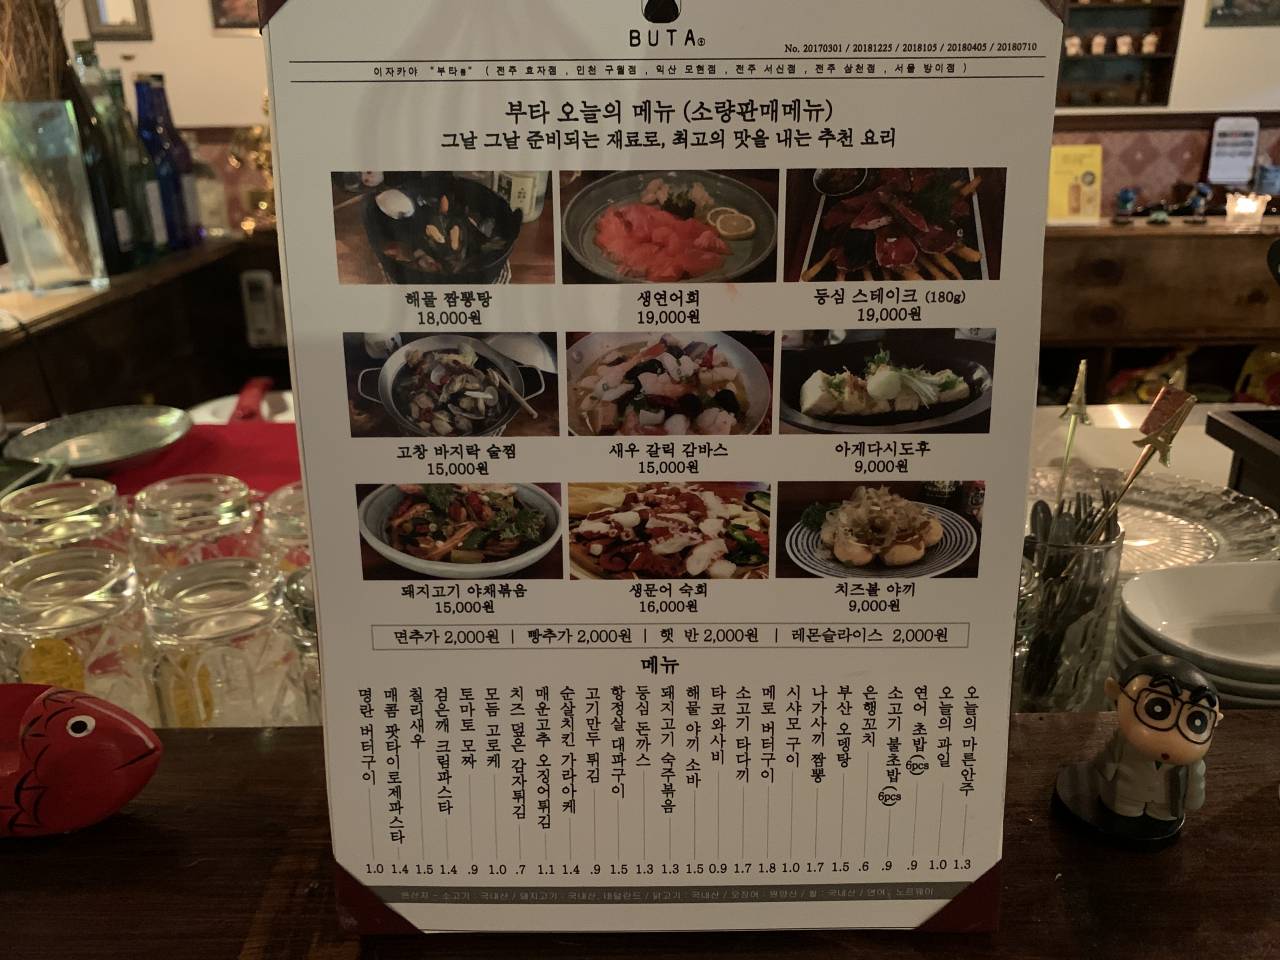 BUTA
No. 20170301 / 20181225 / 2018105 / 20180405 / 20180710
이자카야 "부타" ( 전주 효자점 , 인천 구월점 , 익산 모현점 , 전주 서신점 , 전주 삼천점 , 서울 방이점 )
부타 오늘의 메뉴 (소량판매메뉴)
그날 그날 준비되는 재료로, 최고의 맛을 내는 추천 요리
해물 짬뽕탕
18,000원
생연어회
19,000원
등심 스테이크 (180g)
19,000원
고창 바지락 술찜
15,000원
새우 갈릭 감바스
15,000원
아게다시도후
9,000원
돼지고기 야채볶음
15,000원
생문어 숙회
16,000원
치즈볼 야끼
9,000원
면추가 2,000원 | 빵추가 2,000원 | 햇 반 2,000원 | 레몬슬라이스 2,000원
메뉴
오늘의 마른안주 1.3
오늘의 과일 1.0
연어 초밥 6pcs .9
소고기 불초밥 6pcs .9
은행꼬치 .6
부산 오뎅탕 1.5
나가사끼 짬뽕 1.7
시샤모 구이 1.0
메로 버터구이 1.8
소고기 타다끼 1.7
타코와사비 0.9
해물 야끼 소바 1.5
돼지고기 숙주볶음 1.3
등심 돈까스 1.3
항정살 대파구이 1.5
고기만두 튀김 .9
순살치킨 가라아케 1.4
매운고추 오징어튀김 1.1
치즈 덮은 감자튀김 .7
모듬 고로케 1.0
토마토 모짜 .9
검은깨 크림파스타 1.4
칠리새우 1.5
매콤 팟타이로제파스타 1.4
명란 버터구이 1.0
원산지 - 소고기 : 국내산 / 돼지고기 : 국내산, 네덜란드 / 닭고기 : 국내산 / 오징어 : 원양산 / 쌀 : 국내산 / 연어 : 노르웨이